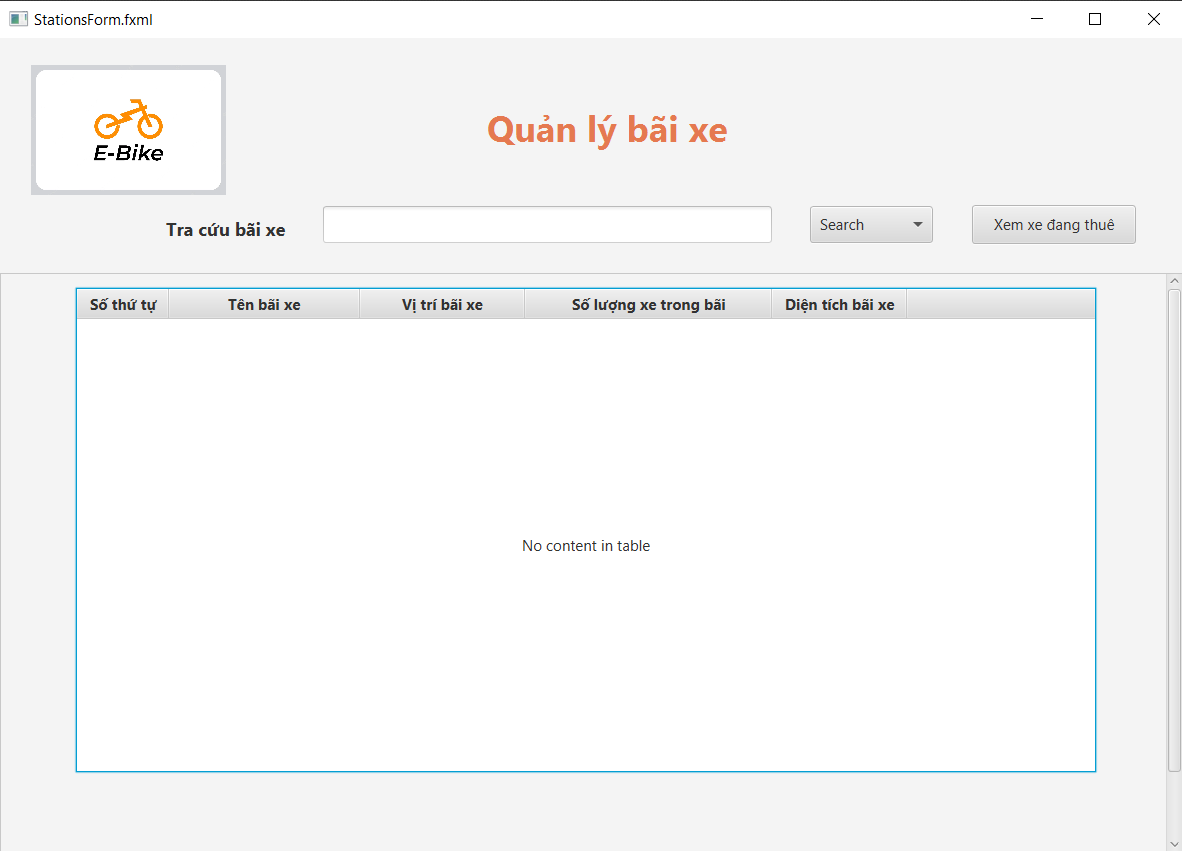 StationsForm.fxml
E-Bike
Quản lý bãi xe
Tra cứu bãi xe
Search
Xem xe đang thuê
Số thứ tự Tên bãi xe Vị trí bãi xe Số lượng xe trong bãi Diện tích bãi xe
No content in table